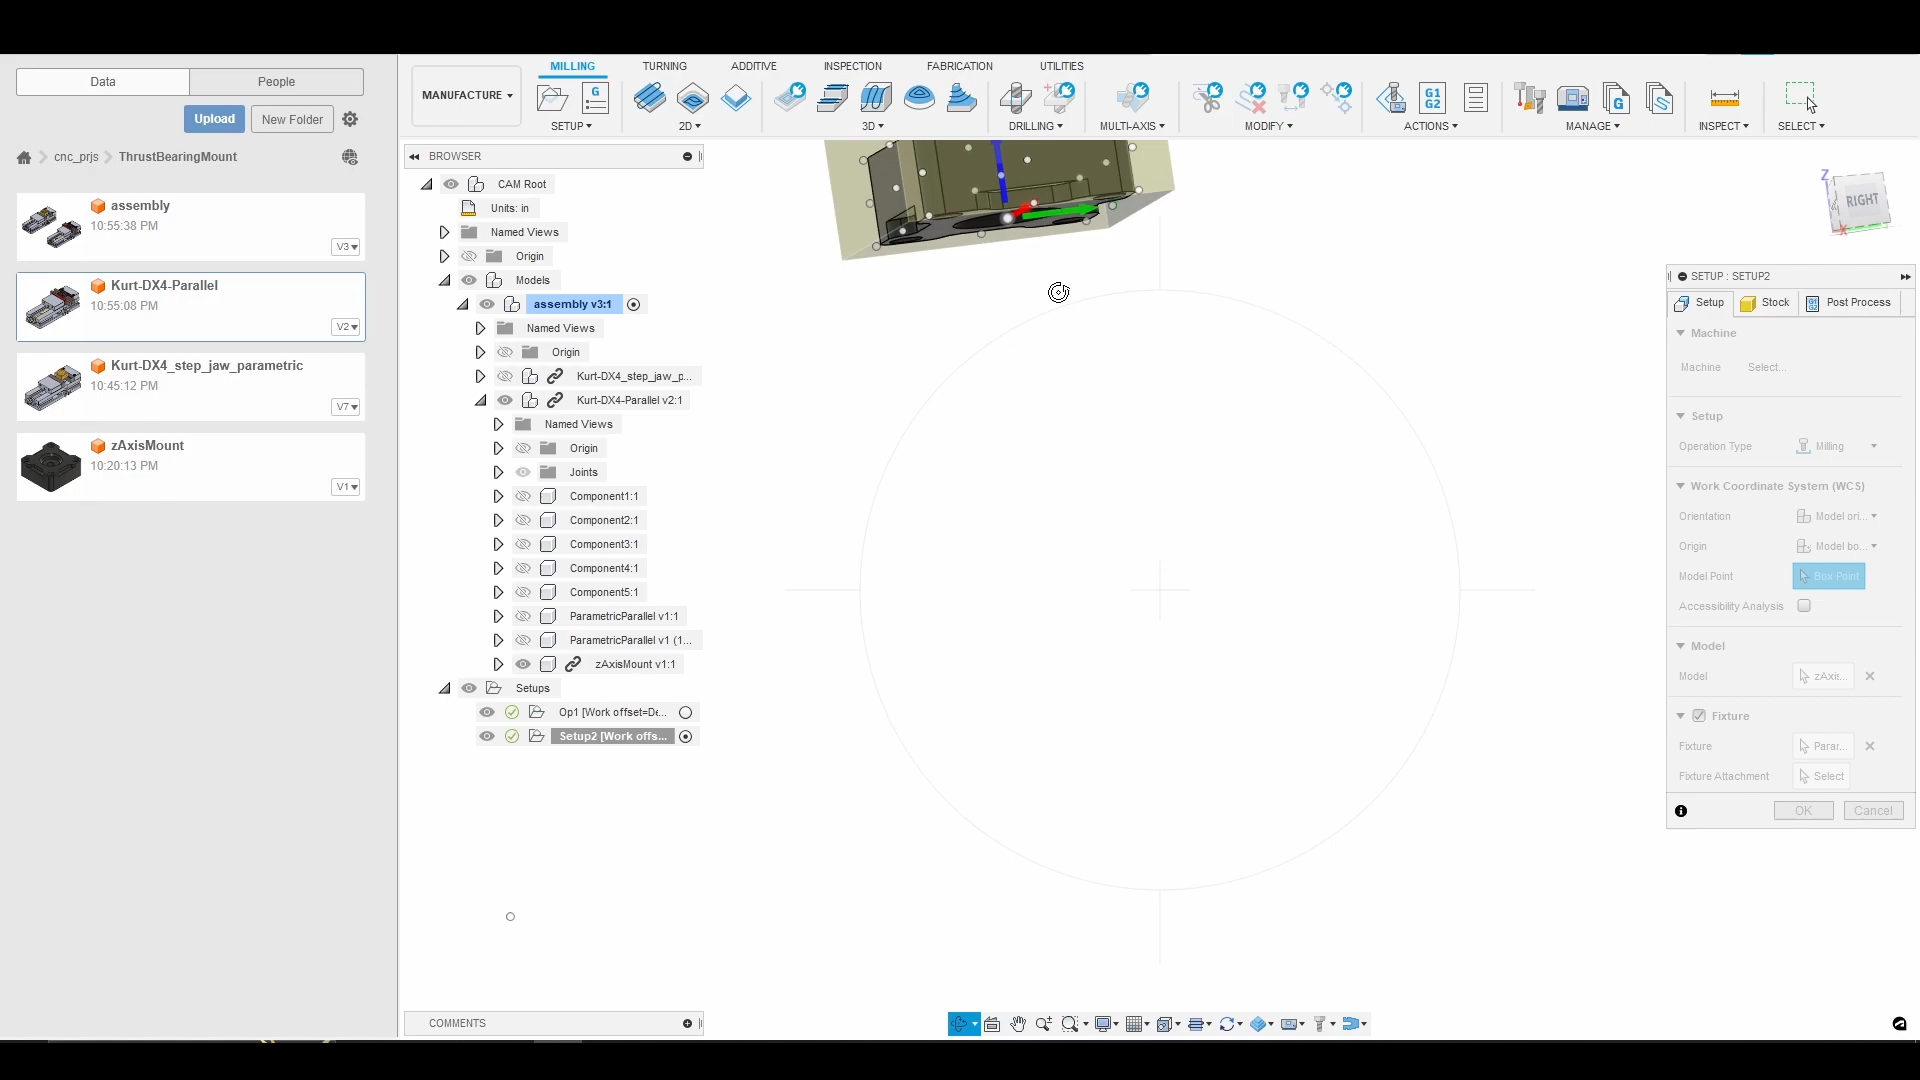 Data
People
Upload
New Folder
cnc_prjs
ThrustBearingMount
assembly
10:55:38 PM
V3
Kurt-DX4-Parallel
10:55:08 PM
V2
Kurt-DX4_step_jaw_parametric
10:45:12 PM
V7
zAxisMount
10:20:13 PM
V1
MANUFACTURE
MILLING
TURNING
ADDITIVE
INSPECTION
FABRICATION
UTILITIES
G
G1
G2
G
SETUP
2D
3D
DRILLING
MULTI-AXIS
MODIFY
ACTIONS
MANAGE
INSPECT
SELECT
BROWSER
CAM Root
Units: in
Named Views
Origin
Models
assembly v3:1
Named Views
Origin
Kurt-DX4_step_jaw_p...
Kurt-DX4-Parallel v2:1
Named Views
Origin
Joints
Component1:1
Component2:1
Component3:1
Component4:1
Component5:1
ParametricParallel v1:1
ParametricParallel v1 (1...
zAxisMount v1:1
Setups
Op1 [Work offset=De...
Setup2 [Work offs...
COMMENTS
Z
RIGHT
X
SETUP : SETUP2
Setup
Stock
G1
G2
Post Process
Machine
Machine
Select...
Setup
Operation Type
Milling
Work Coordinate System (WCS)
Orientation
Model ori...
Origin
Model bo...
Model Point
Box Point
Accessibility Analysis
Model
Model
zAxis...
Fixture
Fixture
Parar...
Fixture Attachment
Select
OK
Cancel